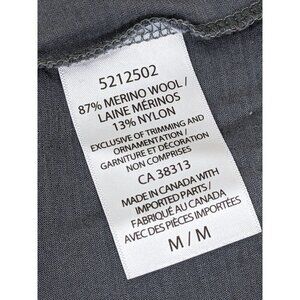 5212502
87% MERINO WOOL /
LAINE MÉRINOS
13% NYLON
EXCLUSIVE OF TRIMMING AND
ORNAMENTATION/
GARNITURE ET DÉCORATION
NON COMPRISES
CA 38313
MADE IN CANADA WITH
IMPORTED PARTS/
FABRIQUÉ AU CANADA
AVEC DES PIÈCES IMPORTÉES
M / M